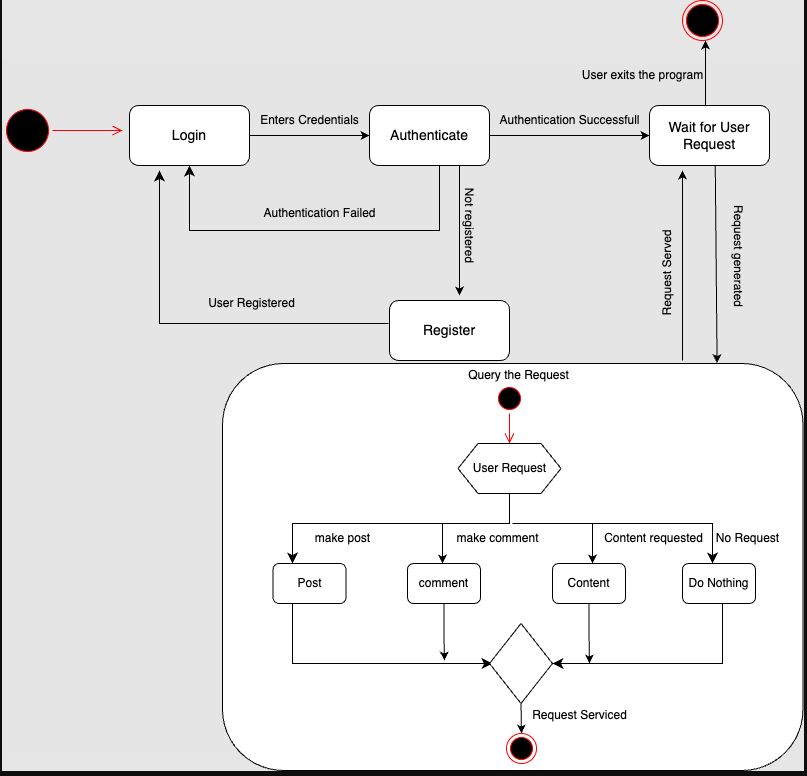 User exits the program
Login
Enters Credentials
Authenticate
Authentication Successfull
Wait for User
Request
Authentication Failed
Not registered
Request Served
Request generated
User Registered
Register
Query the Request
User Request
make post
make comment
Content requested
No Request
Post
comment
Content
Do Nothing
Request Serviced